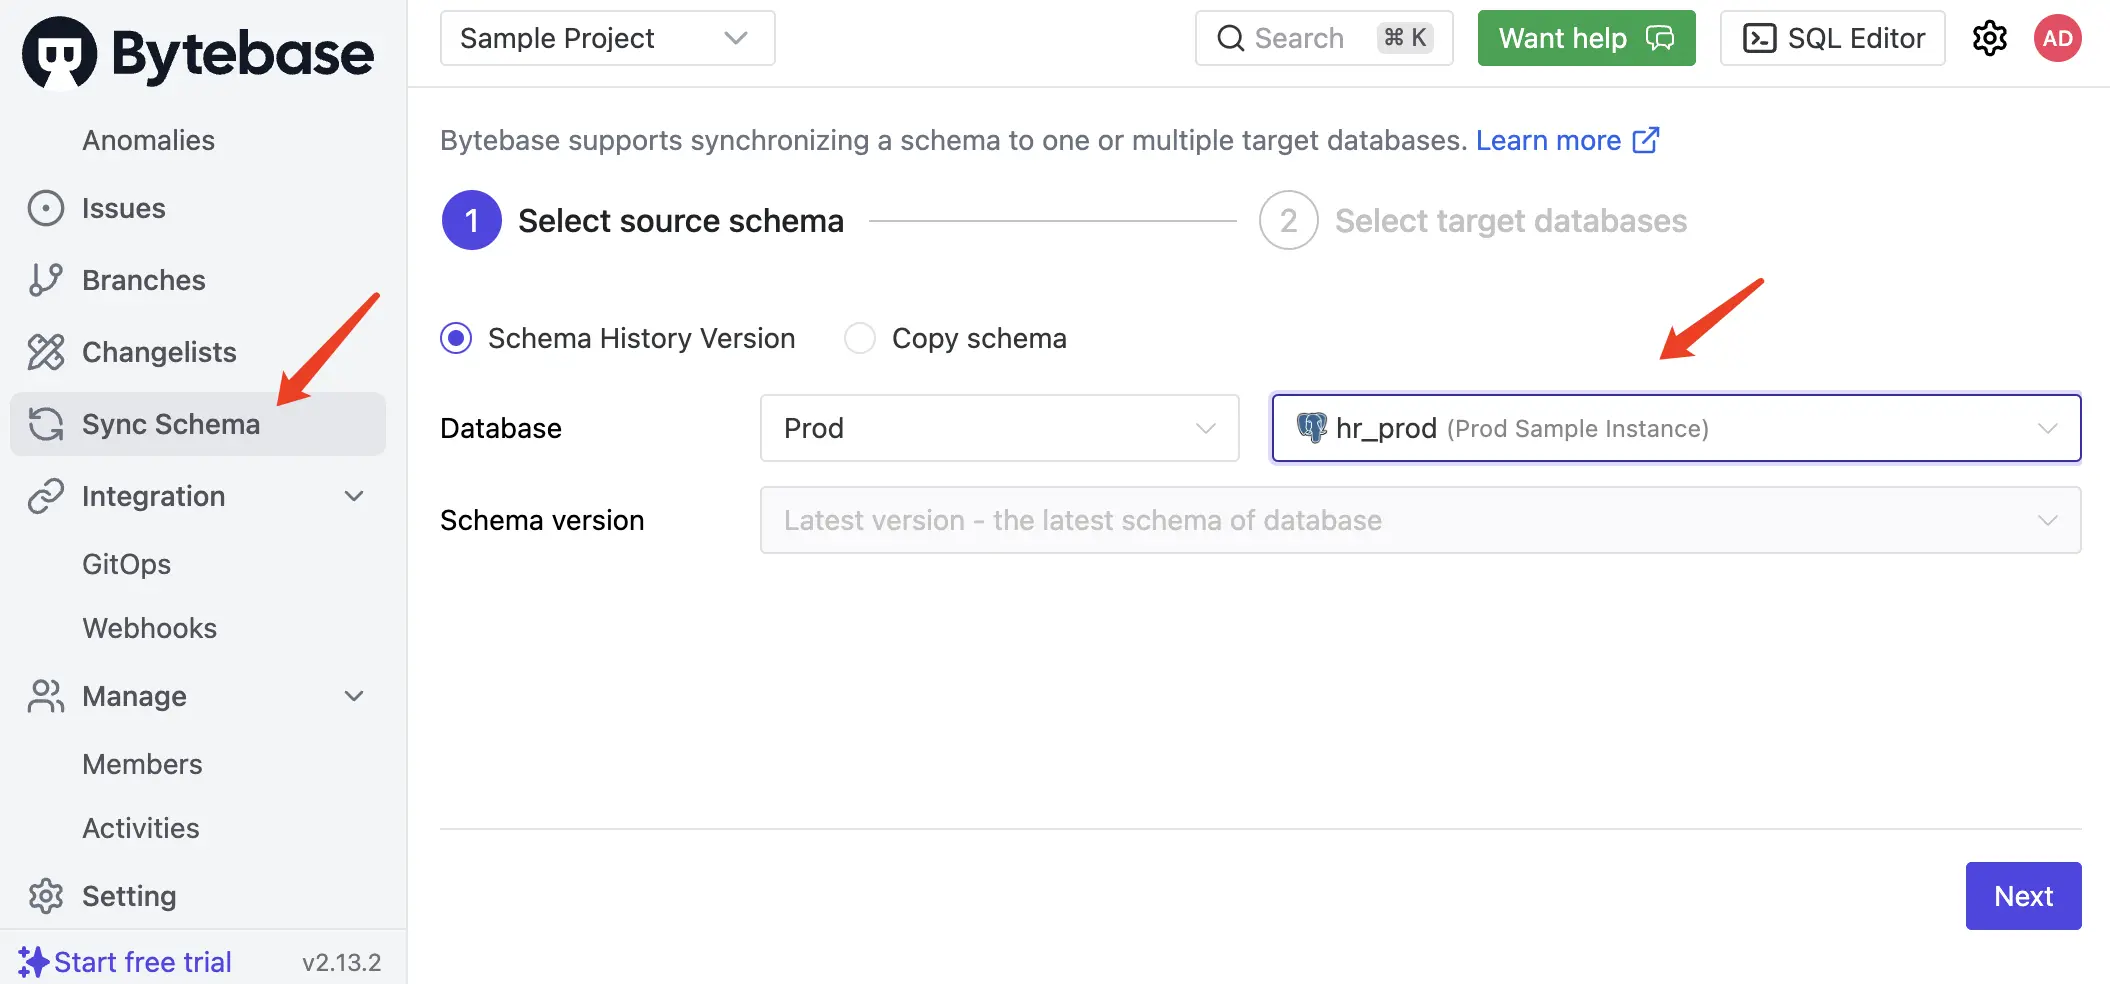 Bytebase
Anomalies
Issues
Branches
Changelists
Sync Schema
Integration
GitOps
Webhooks
Manage
Members
Activities
Setting
Start free trial v2.13.2
Sample Project
Search ⌘ K
Want help
SQL Editor
AD
Bytebase supports synchronizing a schema to one or multiple target databases. Learn more
1 Select source schema
2 Select target databases
Schema History Version
Copy schema
Database
Prod
hr_prod (Prod Sample Instance)
Schema version
Latest version - the latest schema of database
Next